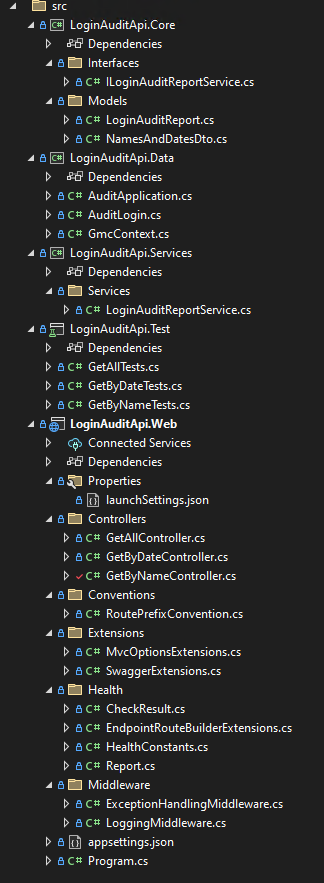 src
C# LoginAuditApi.Core
Dependencies
Interfaces
C# ILoginAuditReportService.cs
Models
C# LoginAuditReport.cs
C# NamesAndDatesDto.cs
C# LoginAuditApi.Data
Dependencies
C# AuditApplication.cs
C# AuditLogin.cs
C# GmcContext.cs
C# LoginAuditApi.Services
Dependencies
Services
C# LoginAuditReportService.cs
LoginAuditApi.Test
Dependencies
C# GetAllTests.cs
C# GetByDateTests.cs
C# GetByNameTests.cs
LoginAuditApi.Web
Connected Services
Dependencies
Properties
launchSettings.json
Controllers
C# GetAllController.cs
C# GetByDateController.cs
C# GetByNameController.cs
Conventions
C# RoutePrefixConvention.cs
Extensions
C# MvcOptionsExtensions.cs
C# SwaggerExtensions.cs
Health
C# CheckResult.cs
C# EndpointRouteBuilderExtensions.cs
C# HealthConstants.cs
C# Report.cs
Middleware
C# ExceptionHandlingMiddleware.cs
C# LoggingMiddleware.cs
appsettings.json
C# Program.cs